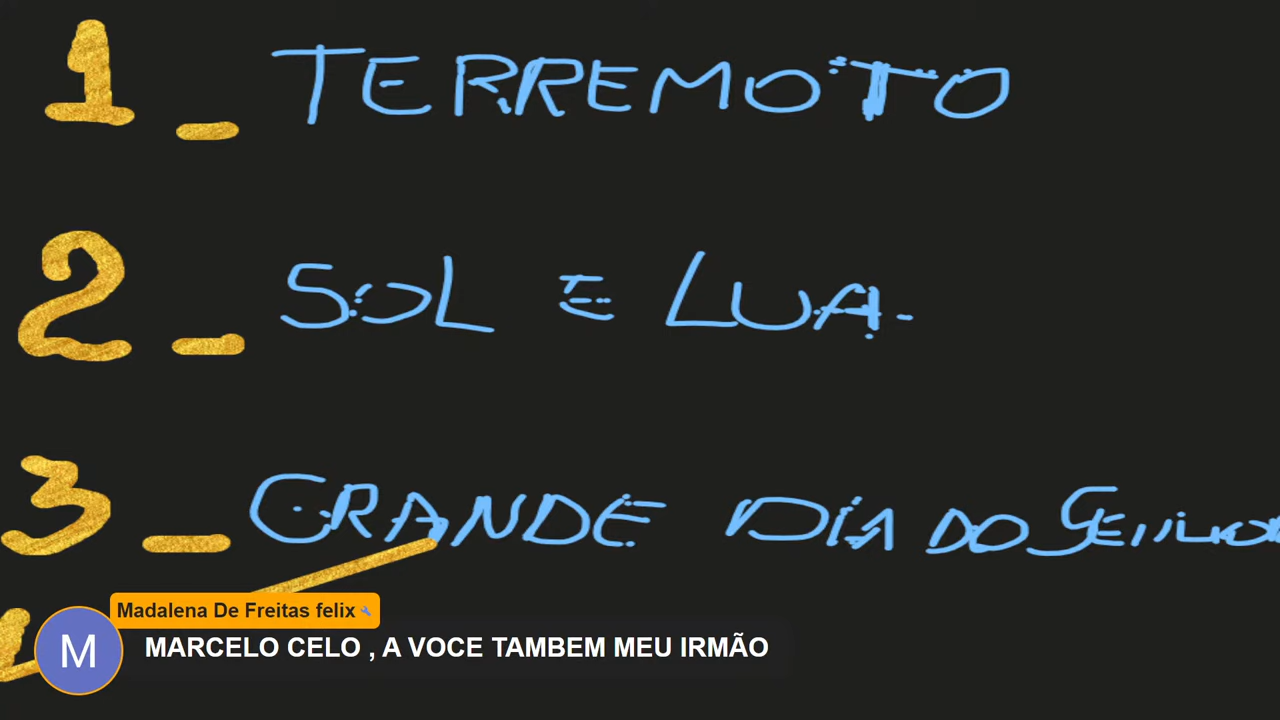 1_ TERREMOTO
2_ SOL E LUA.
3_ GRANDE DIA DO SENHOR
Madalena De Freitas felix
M
MARCELO CELO , A VOCE TAMBEM MEU IRMÃO